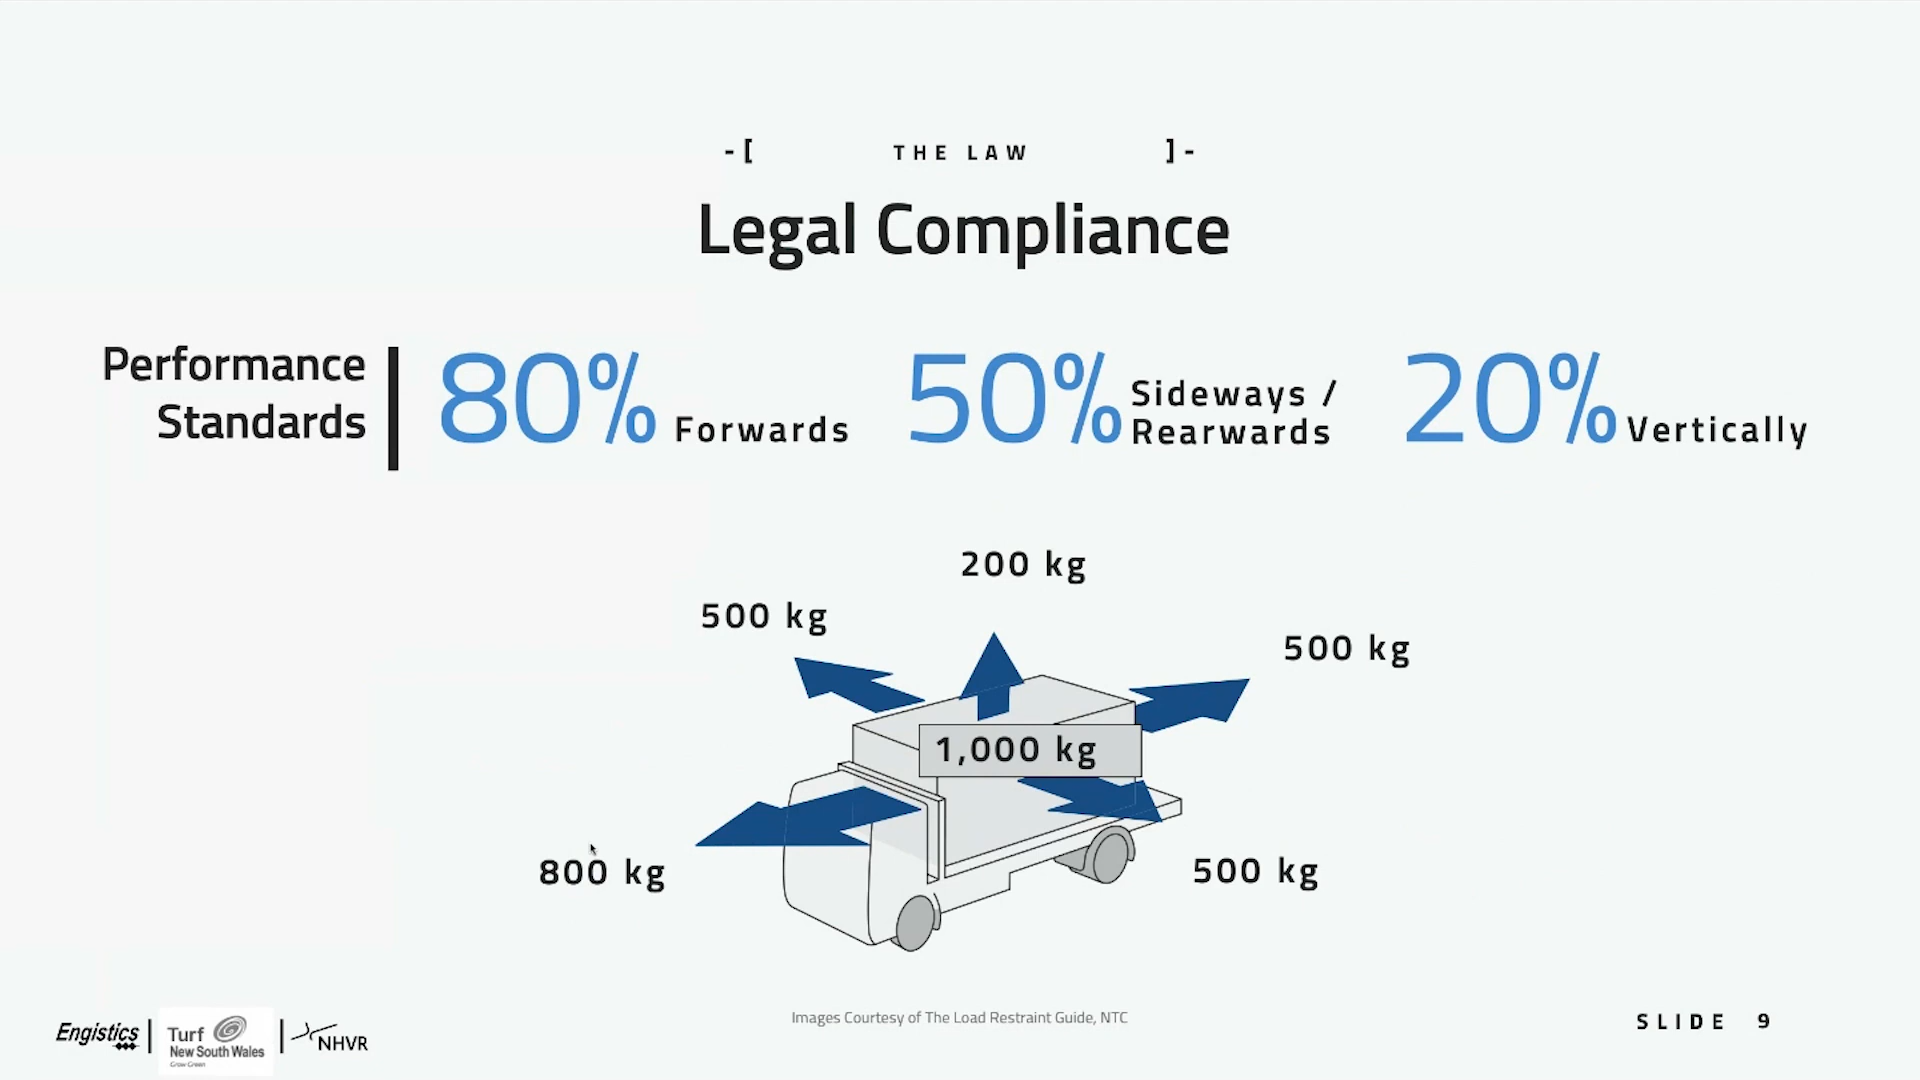 -[ THE LAW ]-
Legal Compliance
Performance
Standards
80% Forwards
50% Sideways /
Rearwards
20% Vertically
200 kg
500 kg
500 kg
1,000 kg
800 kg
500 kg
Images Courtesy of The Load Restraint Guide, NTC
Engistics
Turf
New South Wales
Grow Green
NHVR
SLIDE 9